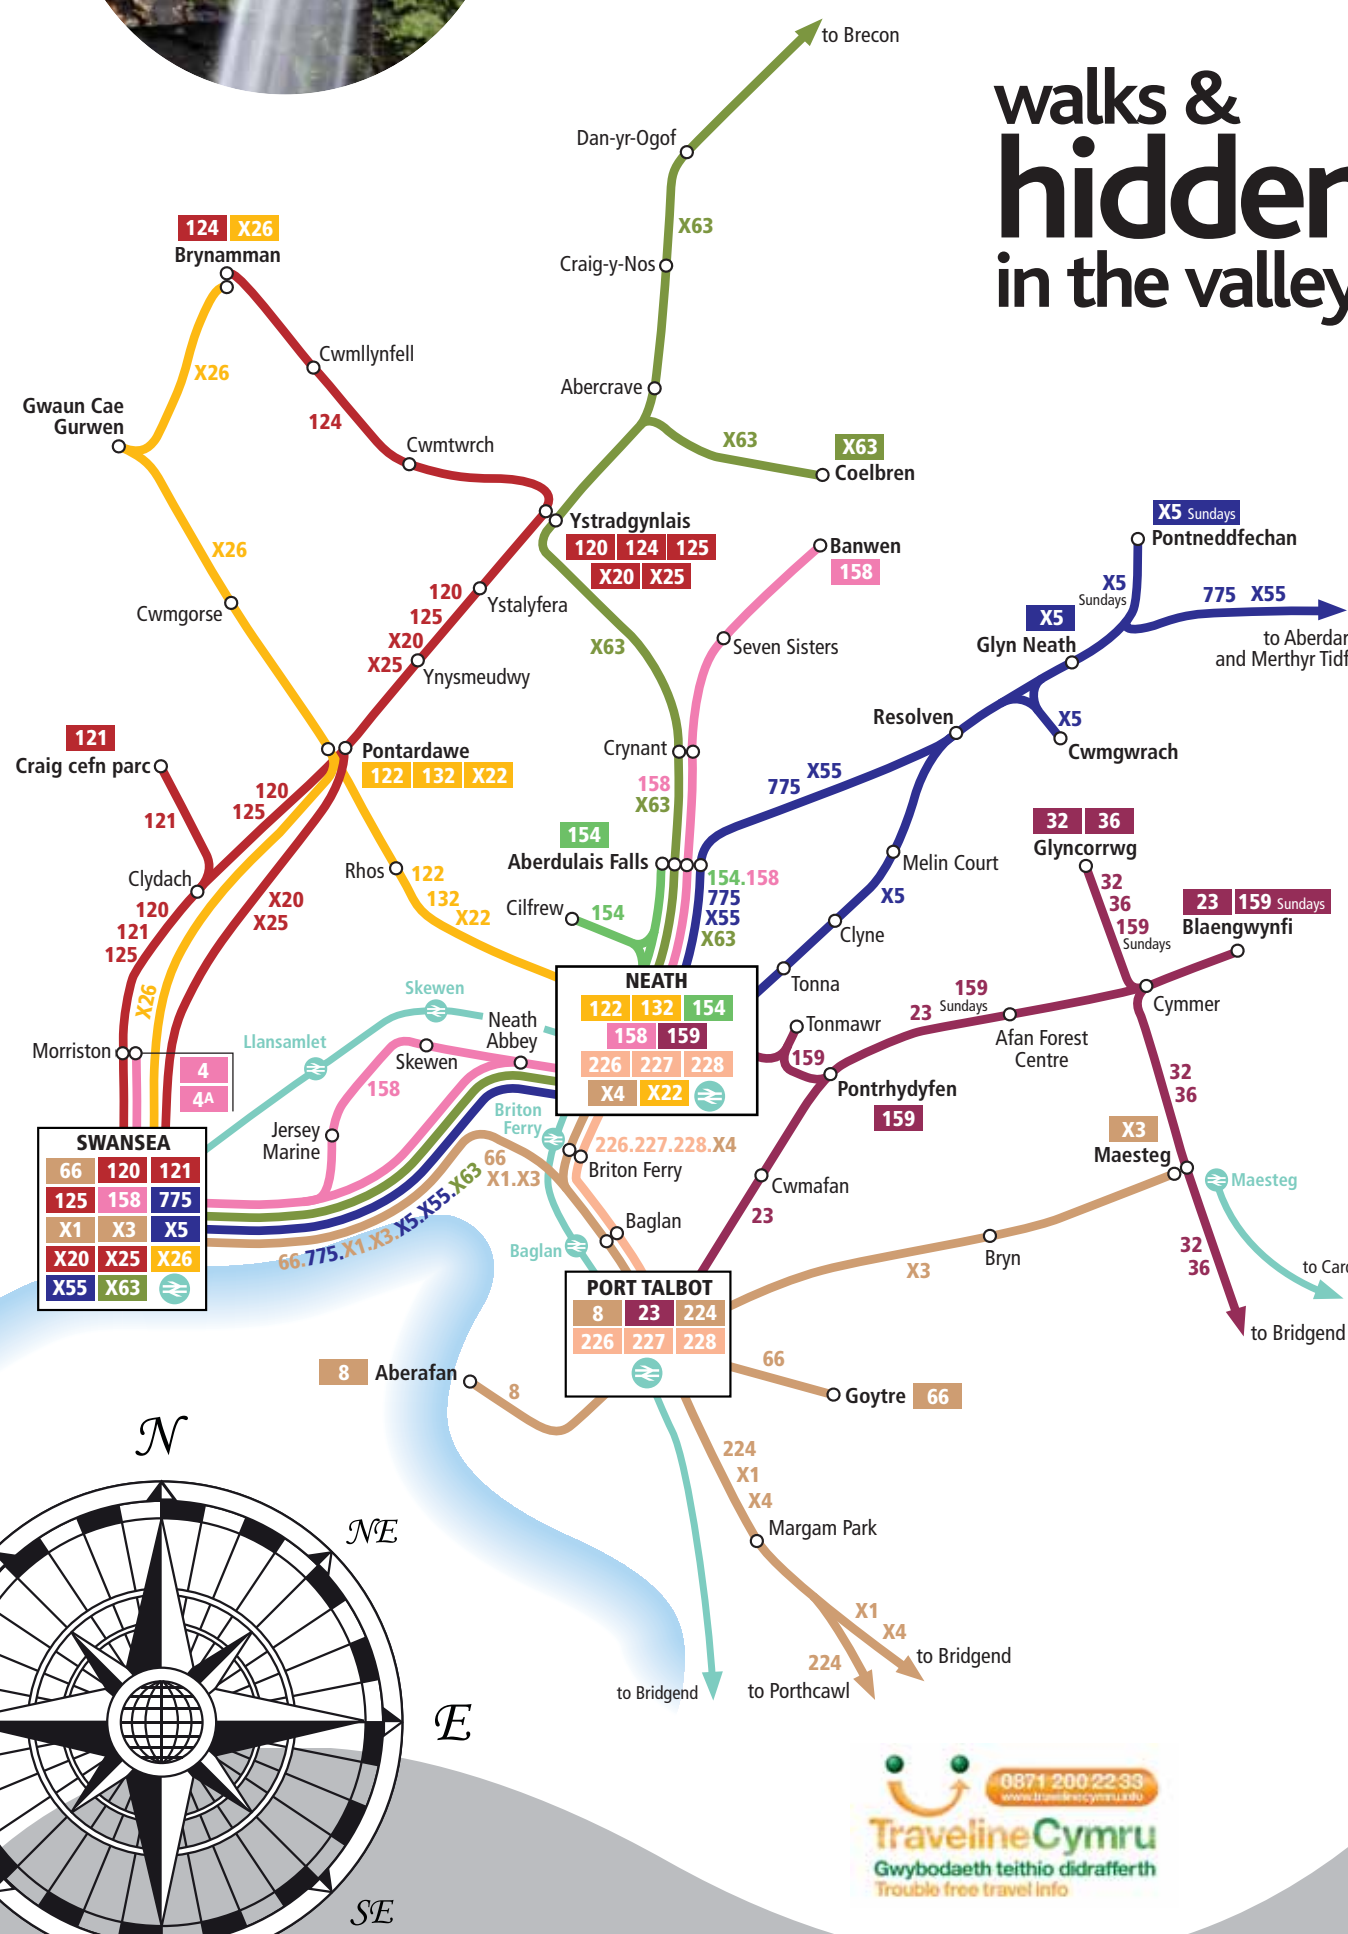 to Brecon
walks &
hidden
in the valley
Dan-yr-Ogof
X63
Craig-y-Nos
124 X26
Brynamman
Cwmllynfell
X26
124
Abercrave
Gwaun Cae
Gurwen
Cwmtwrch
X63
X63
Coelbren
X26
Ystradgynlais
120 124 125
X20 X25
Banwen
158
X5 Sundays
Pontneddfechan
X5
Sundays
775 X55
to Aberdar
and Merthyr Tidf
X5
Glyn Neath
120
125
X20
X25
Ystalyfera
Cwmgorse
X63
Seven Sisters
Ynysmeudwy
Resolven
X5
Cwmgwrach
121
Craig cefn parc
Pontardawe
122 132 X22
Crynant
158
X63
X55
775
120
125
121
154
Aberdulais Falls
32 36
Glyncorrwg
Clydach
Rhos
122
132
X22
Cilfrew
154
154.158
775
X55
X63
Melin Court
X5
32
36
159
Sundays
23 159 Sundays
Blaengwynfi
120
121
125
X20
X25
X26
Clyne
Tonna
NEATH
122 132 154
158 159
226 227 228
X4 X22
Skewen
Neath
Abbey
159
Sundays
23
Cymmer
Afan Forest
Centre
Tonmawr
159
Pontrhydyfen
159
Morriston
4
4A
Llansamlet
Skewen
158
Jersey
Marine
Briton
Ferry
226.227.228.X4
Briton Ferry
32
36
X3
Maesteg
Maesteg
SWANSEA
66 120 121
125 158 775
X1 X3 X5
X20 X25 X26
X55 X63
66
X1.X3
66.775.X1.X3.X5.X55.X63
Cwmafan
23
Baglan
Baglan
Bryn
X3
32
36
to Card
to Bridgend
PORT TALBOT
8 23 224
226 227 228
8 Aberafan
8
66
Goytre 66
224
X1
X4
Margam Park
X1
X4
to Bridgend
224
to Porthcawl
to Bridgend
N
NE
E
SE
0871 200 22 33
www.travelinecymru.info
TravelineCymru
Gwybodaeth teithio didrafferth
Trouble free travel info